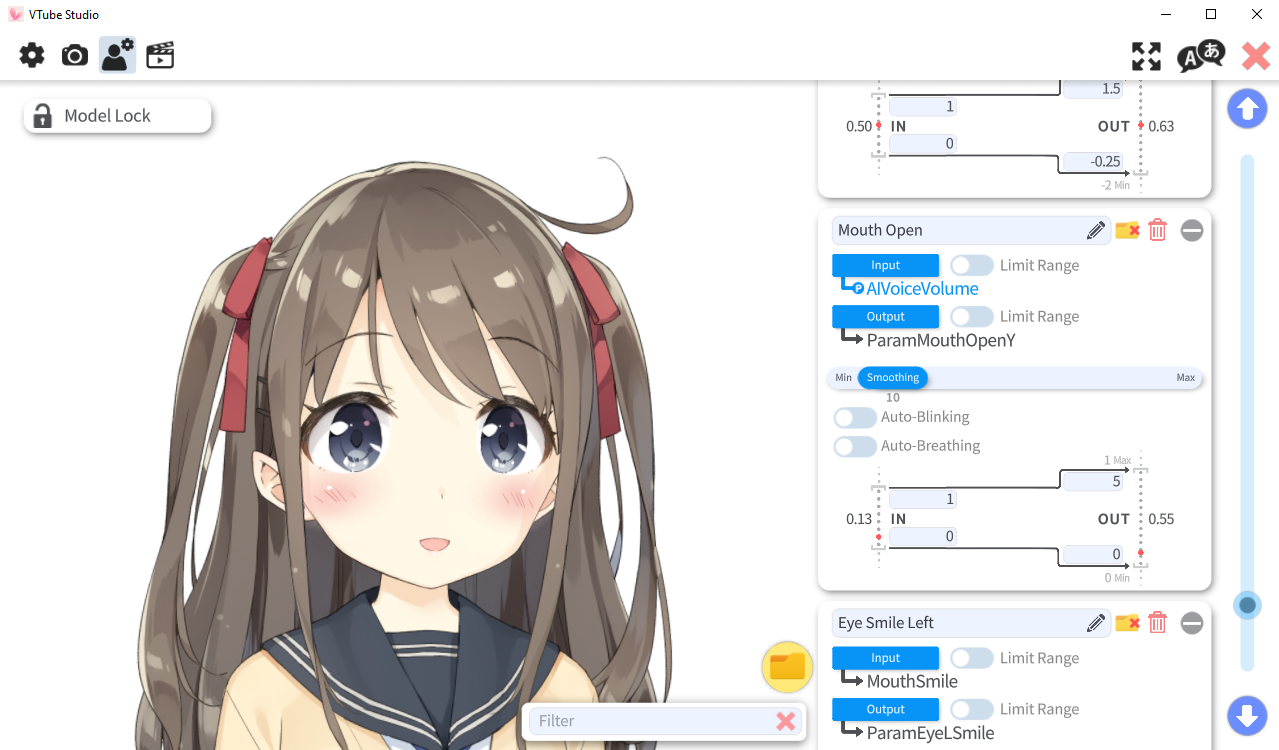 VTube Studio
A あ
Model Lock
1.5
1
0.50 IN OUT 0.63
0
-0.25
-2 Min
Mouth Open
Input Limit Range
P AIVoiceVolume
Output Limit Range
ParamMouthOpenY
Min Smoothing Max
10
Auto-Blinking
Auto-Breathing
1 Max
5
1
0.13 IN OUT 0.55
0
0
0 Min
Eye Smile Left
Input Limit Range
MouthSmile
Output Limit Range
ParamEyeLSmile
Filter